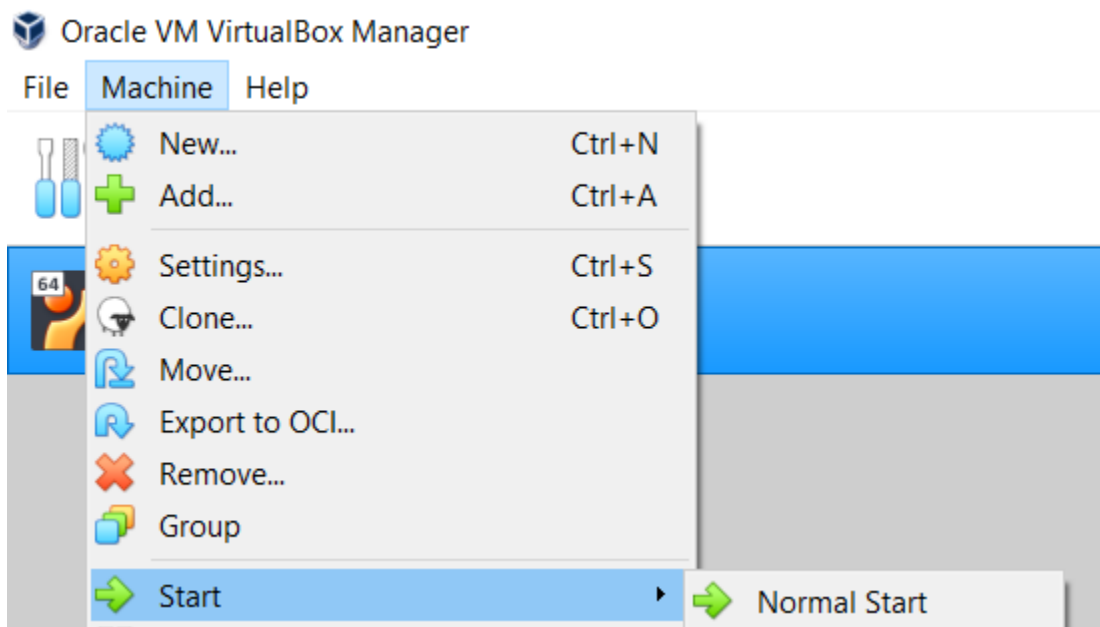 Oracle VM VirtualBox Manager
File Machine Help
New... Ctrl+N
Add... Ctrl+A
64
Settings... Ctrl+S
Clone... Ctrl+O
Move...
Export to OCI...
Remove...
Group
Start
Normal Start